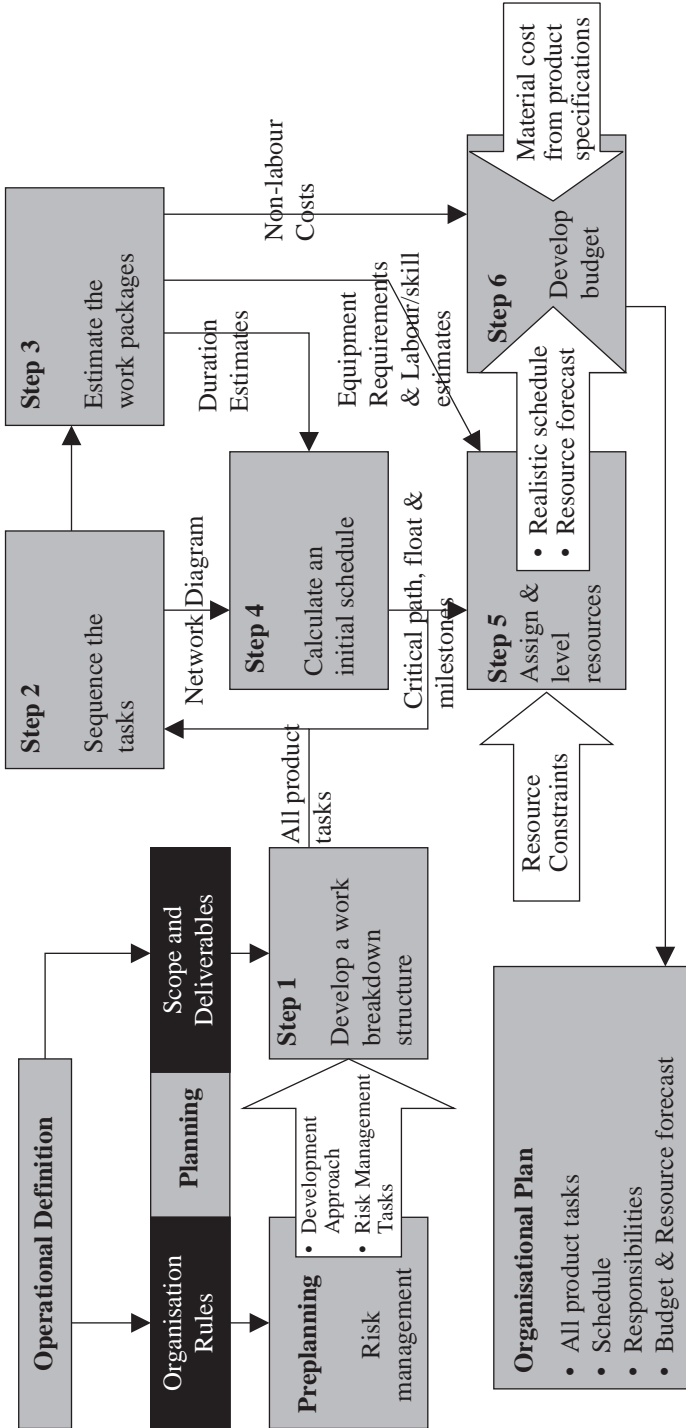 Operational Definition
Organisation
Rules
Planning
Scope and
Deliverables
Preplanning
Risk
management
• Development
Approach
• Risk Management
Tasks
Step 1
Develop a work
breakdown
structure
All product
tasks
Step 2
Sequence the
tasks
Network Diagram
Step 3
Estimate the
work packages
Duration
Estimates
Equipment
Requirements
& Labour/skill
estimates
Non-labour
Costs
Step 4
Calculate an
initial schedule
Critical path, float &
milestones
Resource
Constraints
Step 5
Assign &
level
resources
• Realistic schedule
• Resource forecast
Step 6
Develop
budget
Material cost
from product
specifications
Organisational Plan
• All product tasks
• Schedule
• Responsibilities
• Budget & Resource forecast